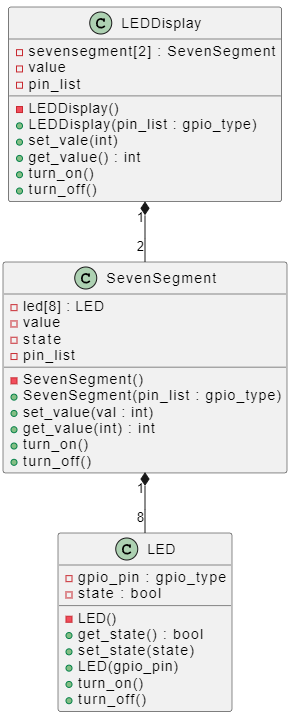 C LEDDisplay
sevensegment[2] : SevenSegment
value
pin_list
LEDDisplay()
LEDDisplay(pin_list : gpio_type)
set_vale(int)
get_value() : int
turn_on()
turn_off()
1
2
C SevenSegment
led[8] : LED
value
state
pin_list
SevenSegment()
SevenSegment(pin_list : gpio_type)
set_value(val : int)
get_value(int) : int
turn_on()
turn_off()
1
8
C LED
gpio_pin : gpio_type
state : bool
LED()
get_state() : bool
set_state(state)
LED(gpio_pin)
turn_on()
turn_off()